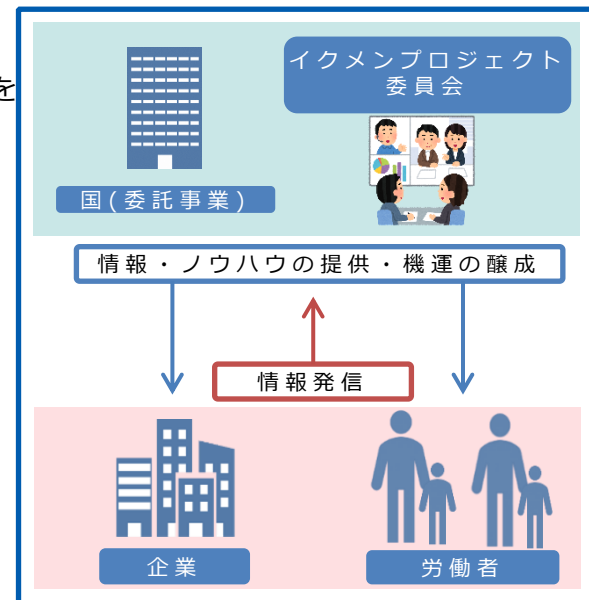 を
イクメンプロジェクト
委員会
国(委託事業)
情報・ノウハウの提供・機運の醸成
情報発信
企業
労働者